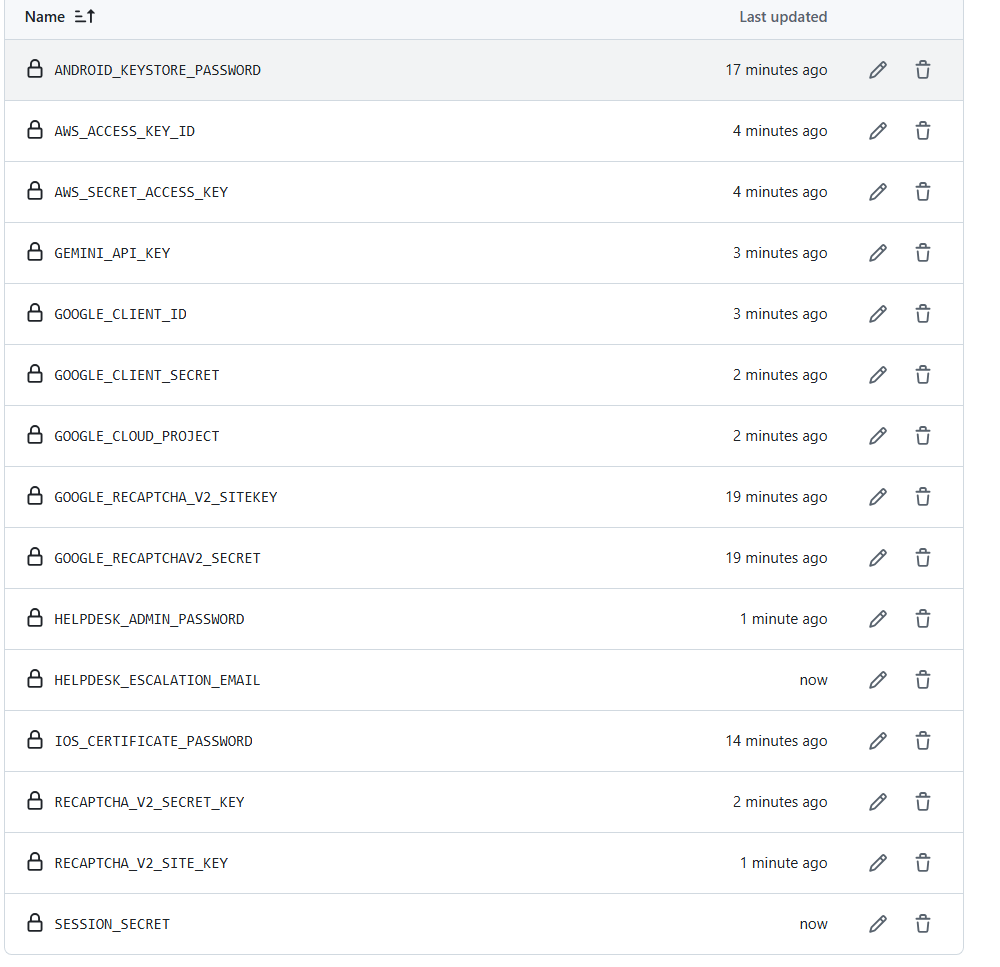 Name Last updated
ANDROID_KEYSTORE_PASSWORD 17 minutes ago
AWS_ACCESS_KEY_ID 4 minutes ago
AWS_SECRET_ACCESS_KEY 4 minutes ago
GEMINI_API_KEY 3 minutes ago
GOOGLE_CLIENT_ID 3 minutes ago
GOOGLE_CLIENT_SECRET 2 minutes ago
GOOGLE_CLOUD_PROJECT 2 minutes ago
GOOGLE_RECAPTCHA_V2_SITEKEY 19 minutes ago
GOOGLE_RECAPTCHAV2_SECRET 19 minutes ago
HELPDESK_ADMIN_PASSWORD 1 minute ago
HELPDESK_ESCALATION_EMAIL now
IOS_CERTIFICATE_PASSWORD 14 minutes ago
RECAPTCHA_V2_SECRET_KEY 2 minutes ago
RECAPTCHA_V2_SITE_KEY 1 minute ago
SESSION_SECRET now